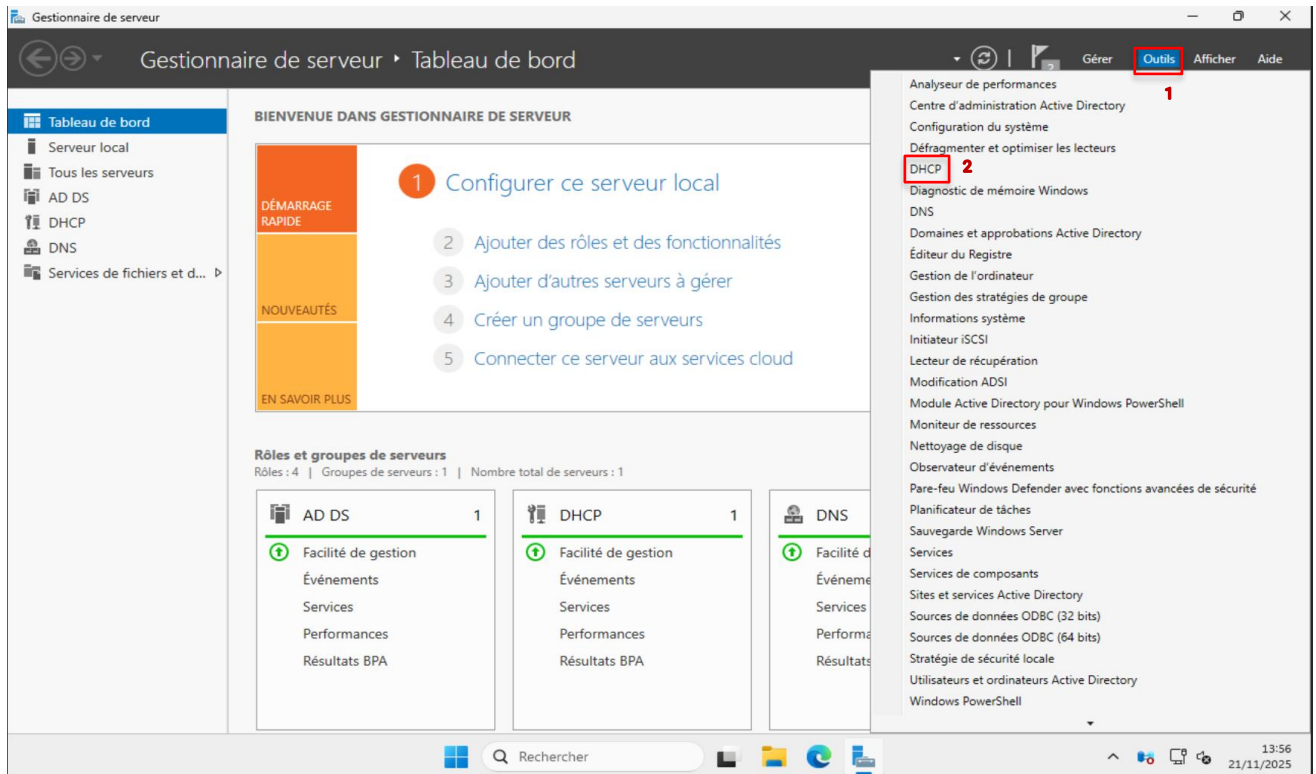 Gestionnaire de serveur
Gestionnaire de serveur ‣ Tableau de bord
2
Gérer
Outils
Afficher
Aide
1
Tableau de bord
Serveur local
Tous les serveurs
AD DS
DHCP
DNS
Services de fichiers et d...
BIENVENUE DANS GESTIONNAIRE DE SERVEUR
DÉMARRAGE
RAPIDE
NOUVEAUTÉS
EN SAVOIR PLUS
1 Configurer ce serveur local
2 Ajouter des rôles et des fonctionnalités
3 Ajouter d'autres serveurs à gérer
4 Créer un groupe de serveurs
5 Connecter ce serveur aux services cloud
Rôles et groupes de serveurs
Rôles : 4 | Groupes de serveurs : 1 | Nombre total de serveurs : 1
AD DS 1
Facilité de gestion
Événements
Services
Performances
Résultats BPA
DHCP 1
Facilité de gestion
Événements
Services
Performances
Résultats BPA
DNS
Facilité d
Événeme
Services
Performa
Résultats
Analyseur de performances
Centre d'administration Active Directory
Configuration du système
Défragmenter et optimiser les lecteurs
DHCP 2
Diagnostic de mémoire Windows
DNS
Domaines et approbations Active Directory
Éditeur du Registre
Gestion de l'ordinateur
Gestion des stratégies de groupe
Informations système
Initiateur iSCSI
Lecteur de récupération
Modification ADSI
Module Active Directory pour Windows PowerShell
Moniteur de ressources
Nettoyage de disque
Observateur d'événements
Pare-feu Windows Defender avec fonctions avancées de sécurité
Planificateur de tâches
Sauvegarde Windows Server
Services
Services de composants
Sites et services Active Directory
Sources de données ODBC (32 bits)
Sources de données ODBC (64 bits)
Stratégie de sécurité locale
Utilisateurs et ordinateurs Active Directory
Windows PowerShell
Rechercher
13:56
21/11/2025